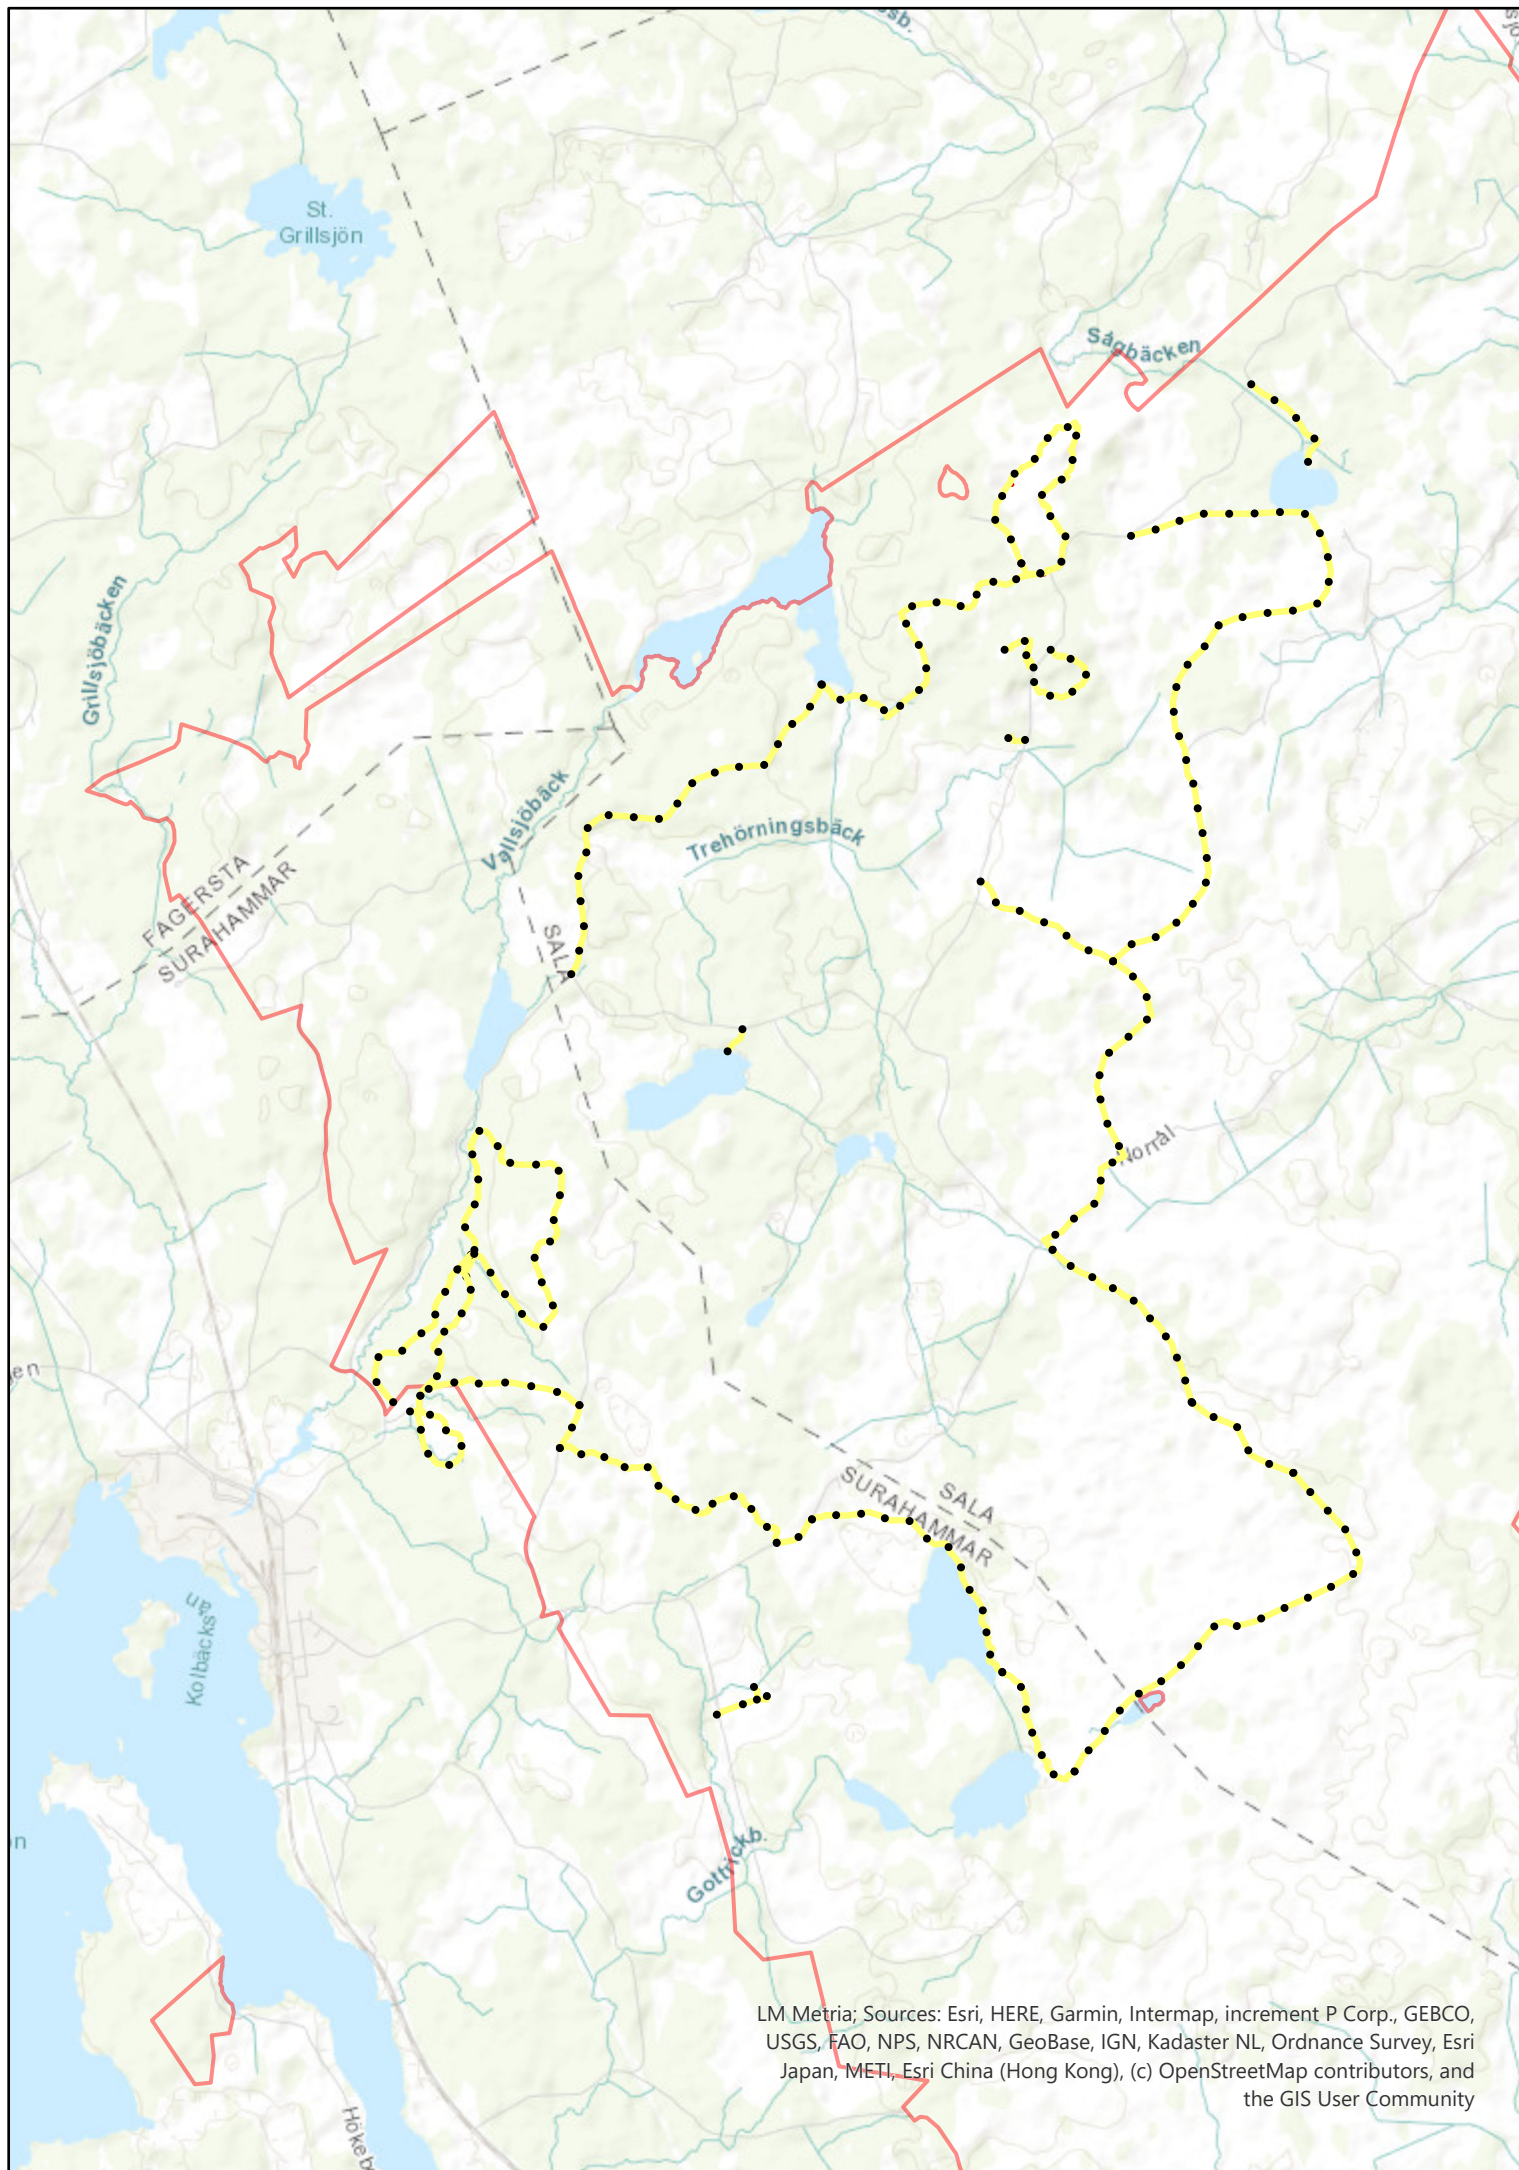 St.
Grillsjön
Sågbäcken
Grillsjöbäcken
Vallsjöbäck
Trehörningsbäck
FAGERSTA
SURAHAMMAR
SALA
Norrål
SALA
SURAHAMMAR
Kolbäcksån
Gottrickb.
LM Metria; Sources: Esri, HERE, Garmin, Intermap, increment P Corp., GEBCO,
USGS, FAO, NPS, NRCAN, GeoBase, IGN, Kadaster NL, Ordnance Survey, Esri
Japan, METI, Esri China (Hong Kong), (c) OpenStreetMap contributors, and
the GIS User Community
Hökeb